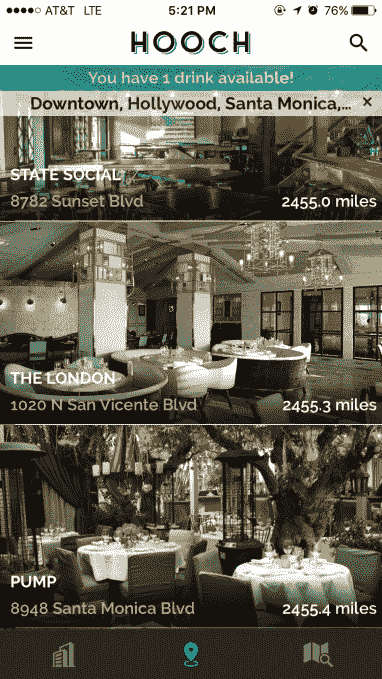 AT&T LTE 5:21 PM 76%
HOOCH
You have 1 drink available!
Downtown, Hollywood, Santa Monica,... ×
STATE SOCIAL
8782 Sunset Blvd 2455.0 miles
THE LONDON
1020 N San Vicente Blvd 2455.3 miles
PUMP
8948 Santa Monica Blvd 2455.4 miles